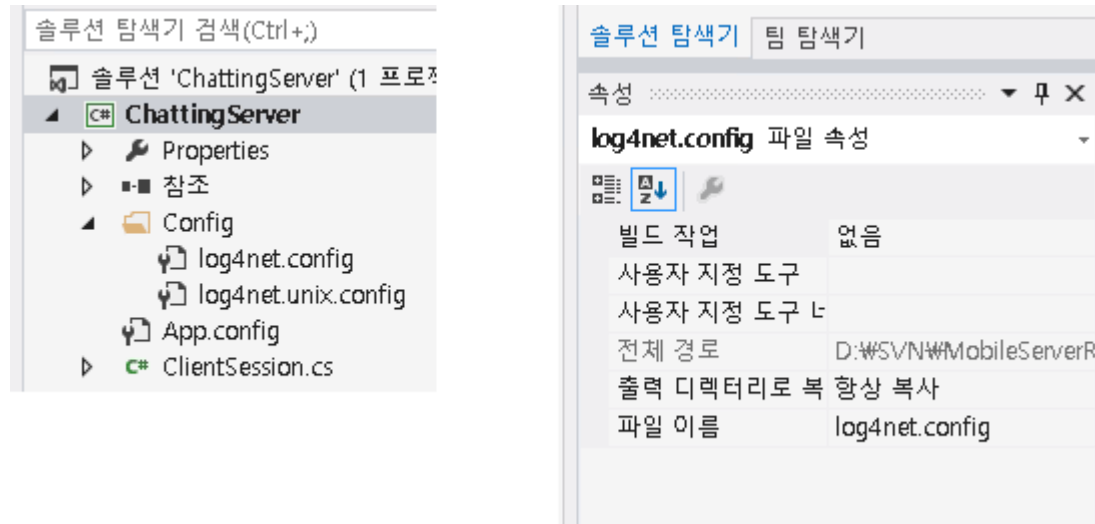 솔루션 탐색기 검색(Ctrl+;)
솔루션 'ChattingServer' (1 프로젝
C# ChattingServer
Properties
참조
Config
log4net.config
log4net.unix.config
App.config
C# ClientSession.cs
솔루션 탐색기 팀 탐색기
속성
log4net.config 파일 속성
빌드 작업 없음
사용자 지정 도구
사용자 지정 도구
전체 경로 D:₩SVN₩MobileServerR
출력 디렉터리로 복 항상 복사
파일 이름 log4net.config